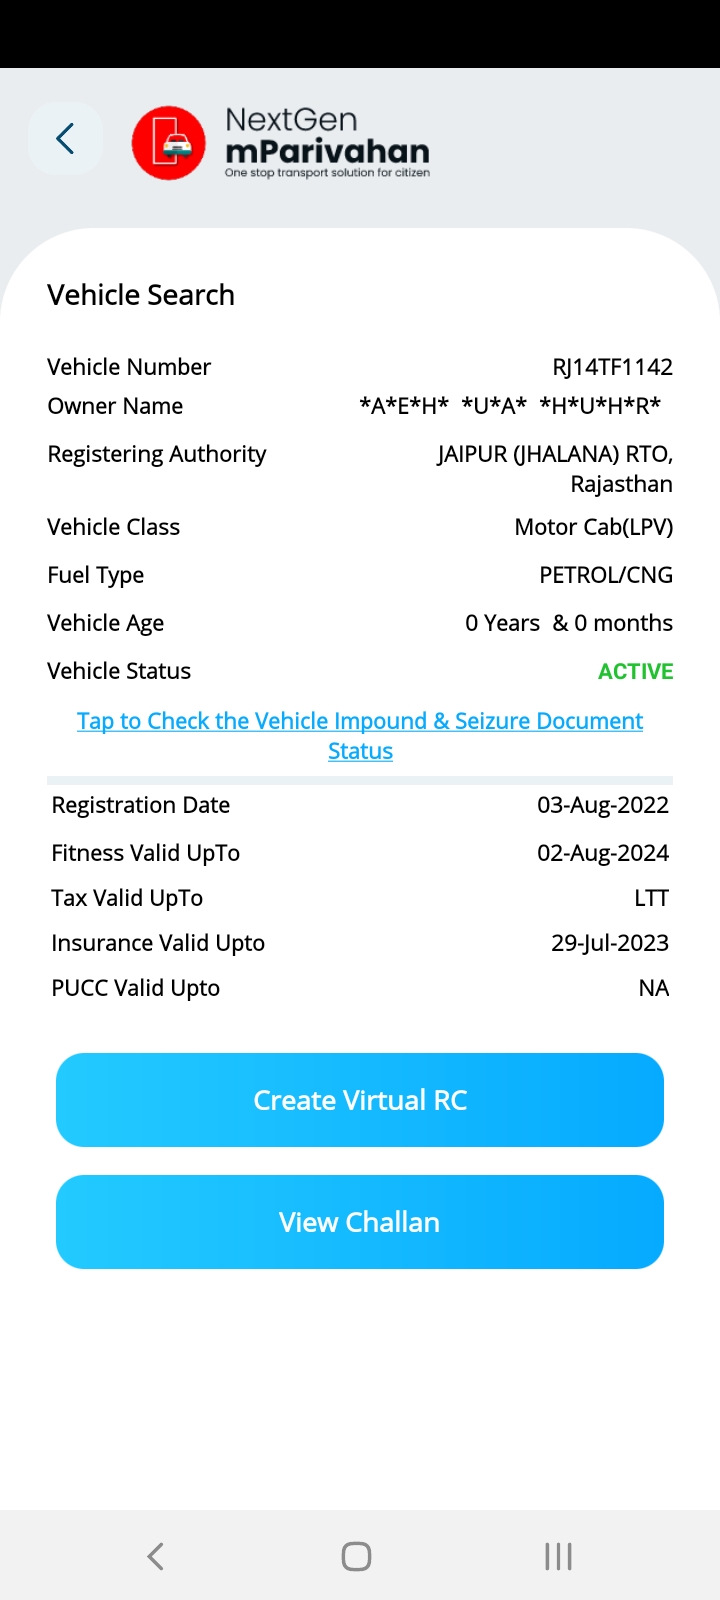 NextGen
mParivahan
One stop transport solution for citizen
Vehicle Search
Vehicle Number RJ14TF1142
Owner Name *A*E*H* *U*A* *H*U*H*R*
Registering Authority JAIPUR (JHALANA) RTO,
Rajasthan
Vehicle Class Motor Cab(LPV)
Fuel Type PETROL/CNG
Vehicle Age 0 Years & 0 months
Vehicle Status ACTIVE
Tap to Check the Vehicle Impound & Seizure Document
Status
Registration Date 03-Aug-2022
Fitness Valid UpTo 02-Aug-2024
Tax Valid UpTo LTT
Insurance Valid Upto 29-Jul-2023
PUCC Valid Upto NA
Create Virtual RC
View Challan